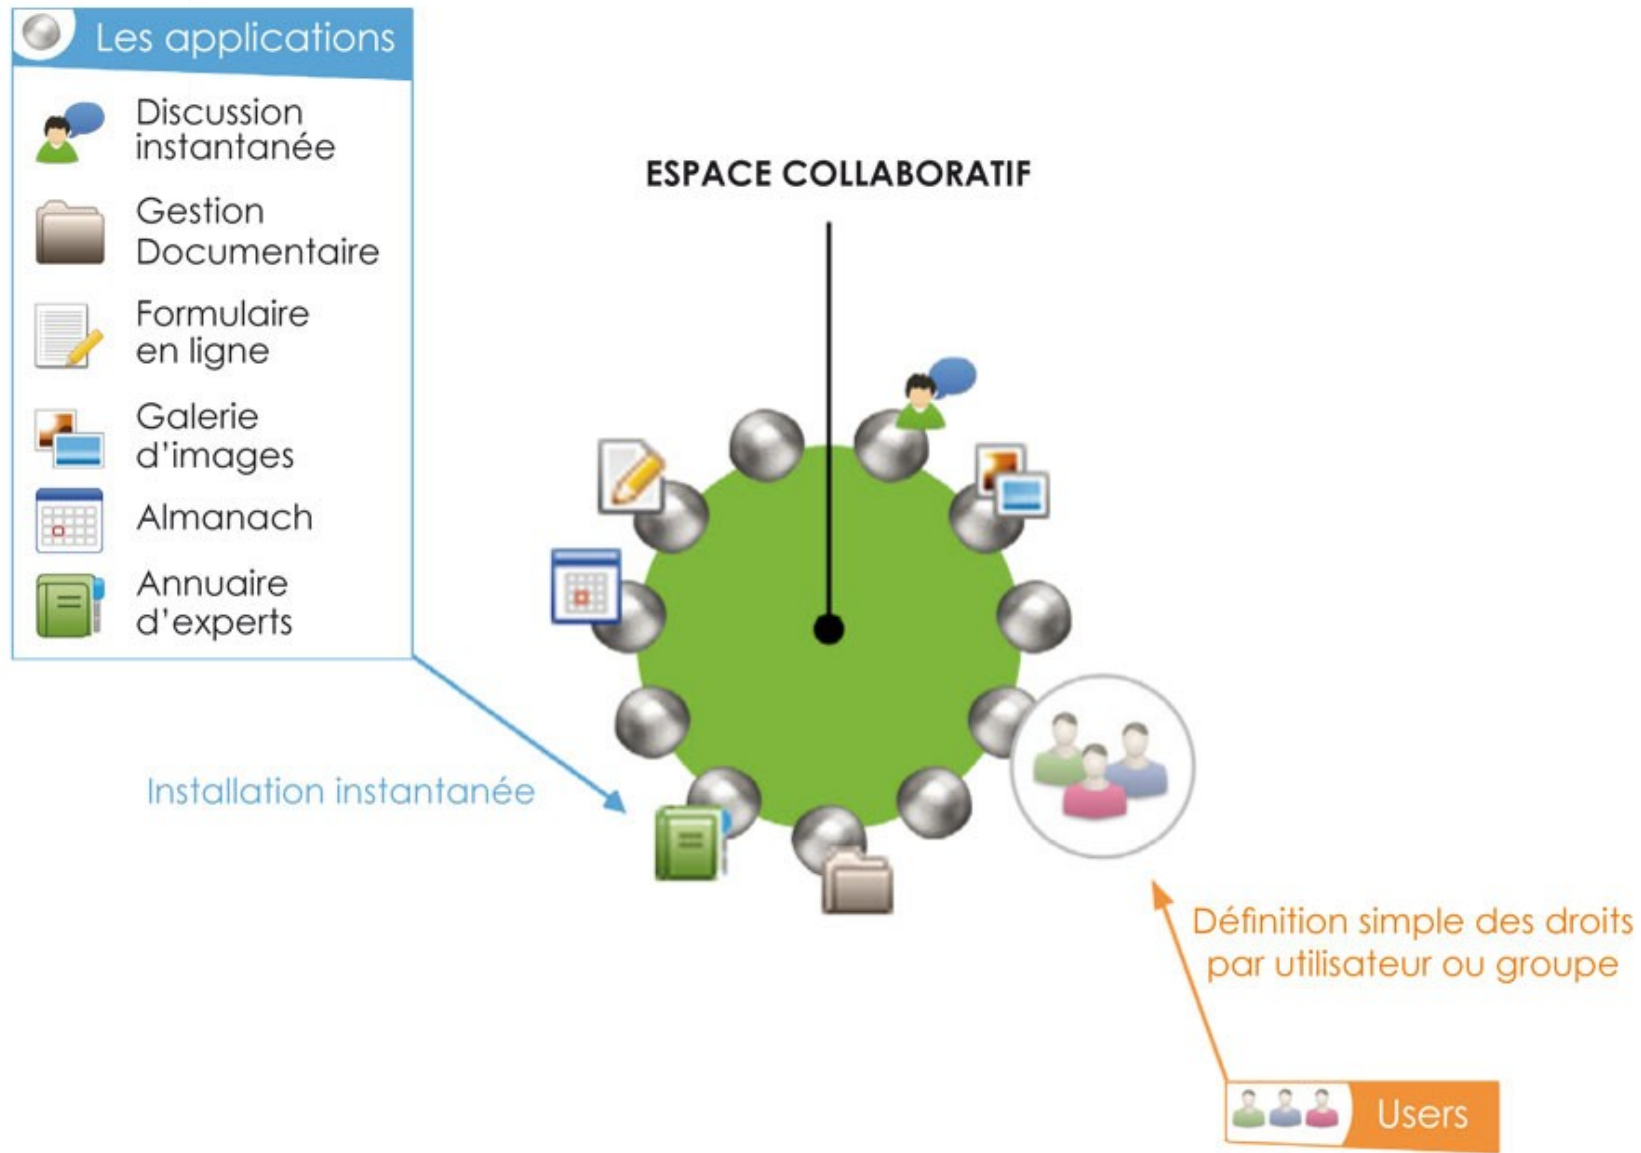 Les applications
Discussion
instantanée
Gestion
Documentaire
Formulaire
en ligne
Galerie
d'images
Almanach
Annuaire
d'experts
ESPACE COLLABORATIF
Installation instantanée
Définition simple des droits
par utilisateur ou groupe
Users